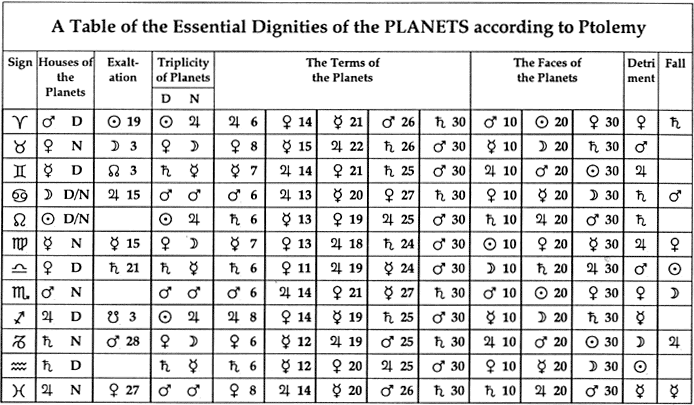 A Table of the Essential Dignities of the PLANETS according to Ptolemy
Sign Houses of the Planets Exalt-ation Triplicity of Planets The Terms of the Planets The Faces of the Planets Detri ment Fall
D N
♈ ♂ D ☉ 19 ☉ ♃ ♃ 6 ♀ 14 ☿ 21 ♂ 26 ♄ 30 ♂ 10 ☉ 20 ♀ 30 ♀ ♄
♉ ♀ N ☽ 3 ♀ ☽ ♀ 8 ☿ 15 ♃ 22 ♄ 26 ♂ 30 ☿ 10 ☽ 20 ♄ 30 ♂
♊ ☿ D ☊ 3 ♄ ☿ ☿ 7 ♃ 14 ♀ 21 ♄ 25 ♂ 30 ♃ 10 ♂ 20 ☉ 30 ♃
♋ ☽ D/N ♃ 15 ♂ ♂ ♂ 6 ♃ 13 ☿ 20 ♀ 27 ♄ 30 ♀ 10 ☿ 20 ☽ 30 ♄ ♂
♌ ☉ D/N ☉ ♃ ♄ 6 ☿ 13 ♀ 19 ♃ 25 ♂ 30 ♄ 10 ♃ 20 ♂ 30 ♄
♍ ☿ N ☿ 15 ♀ ☽ ☿ 7 ♀ 13 ♃ 18 ♄ 24 ♂ 30 ☉ 10 ♀ 20 ☿ 30 ♃ ♀
♎ ♀ D ♄ 21 ♄ ☿ ♄ 6 ♀ 11 ♃ 19 ☿ 24 ♂ 30 ☽ 10 ♄ 20 ♃ 30 ♂ ☉
♏ ♂ N ♂ ♂ ♂ 6 ♃ 14 ♀ 21 ☿ 27 ♄ 30 ♂ 10 ☉ 20 ♀ 30 ♀ ☽
♐ ♃ D ☋ 3 ☉ ♃ ♃ 8 ♀ 14 ☿ 19 ♄ 25 ♂ 30 ☿ 10 ☽ 20 ♄ 30 ☿
♑ ♄ N ♂ 28 ♀ ☽ ♀ 6 ☿ 12 ♃ 19 ♂ 25 ♄ 30 ♃ 10 ♂ 20 ☉ 30 ☽ ♃
♒ ♄ D ♄ ☿ ♄ 6 ☿ 12 ♀ 20 ♃ 25 ♂ 30 ♀ 10 ☿ 20 ☽ 30 ☉
♓ ♃ N ♀ 27 ♂ ♂ ♀ 8 ♃ 14 ☿ 20 ♂ 26 ♄ 30 ♄ 10 ♃ 20 ♂ 30 ☿ ☿